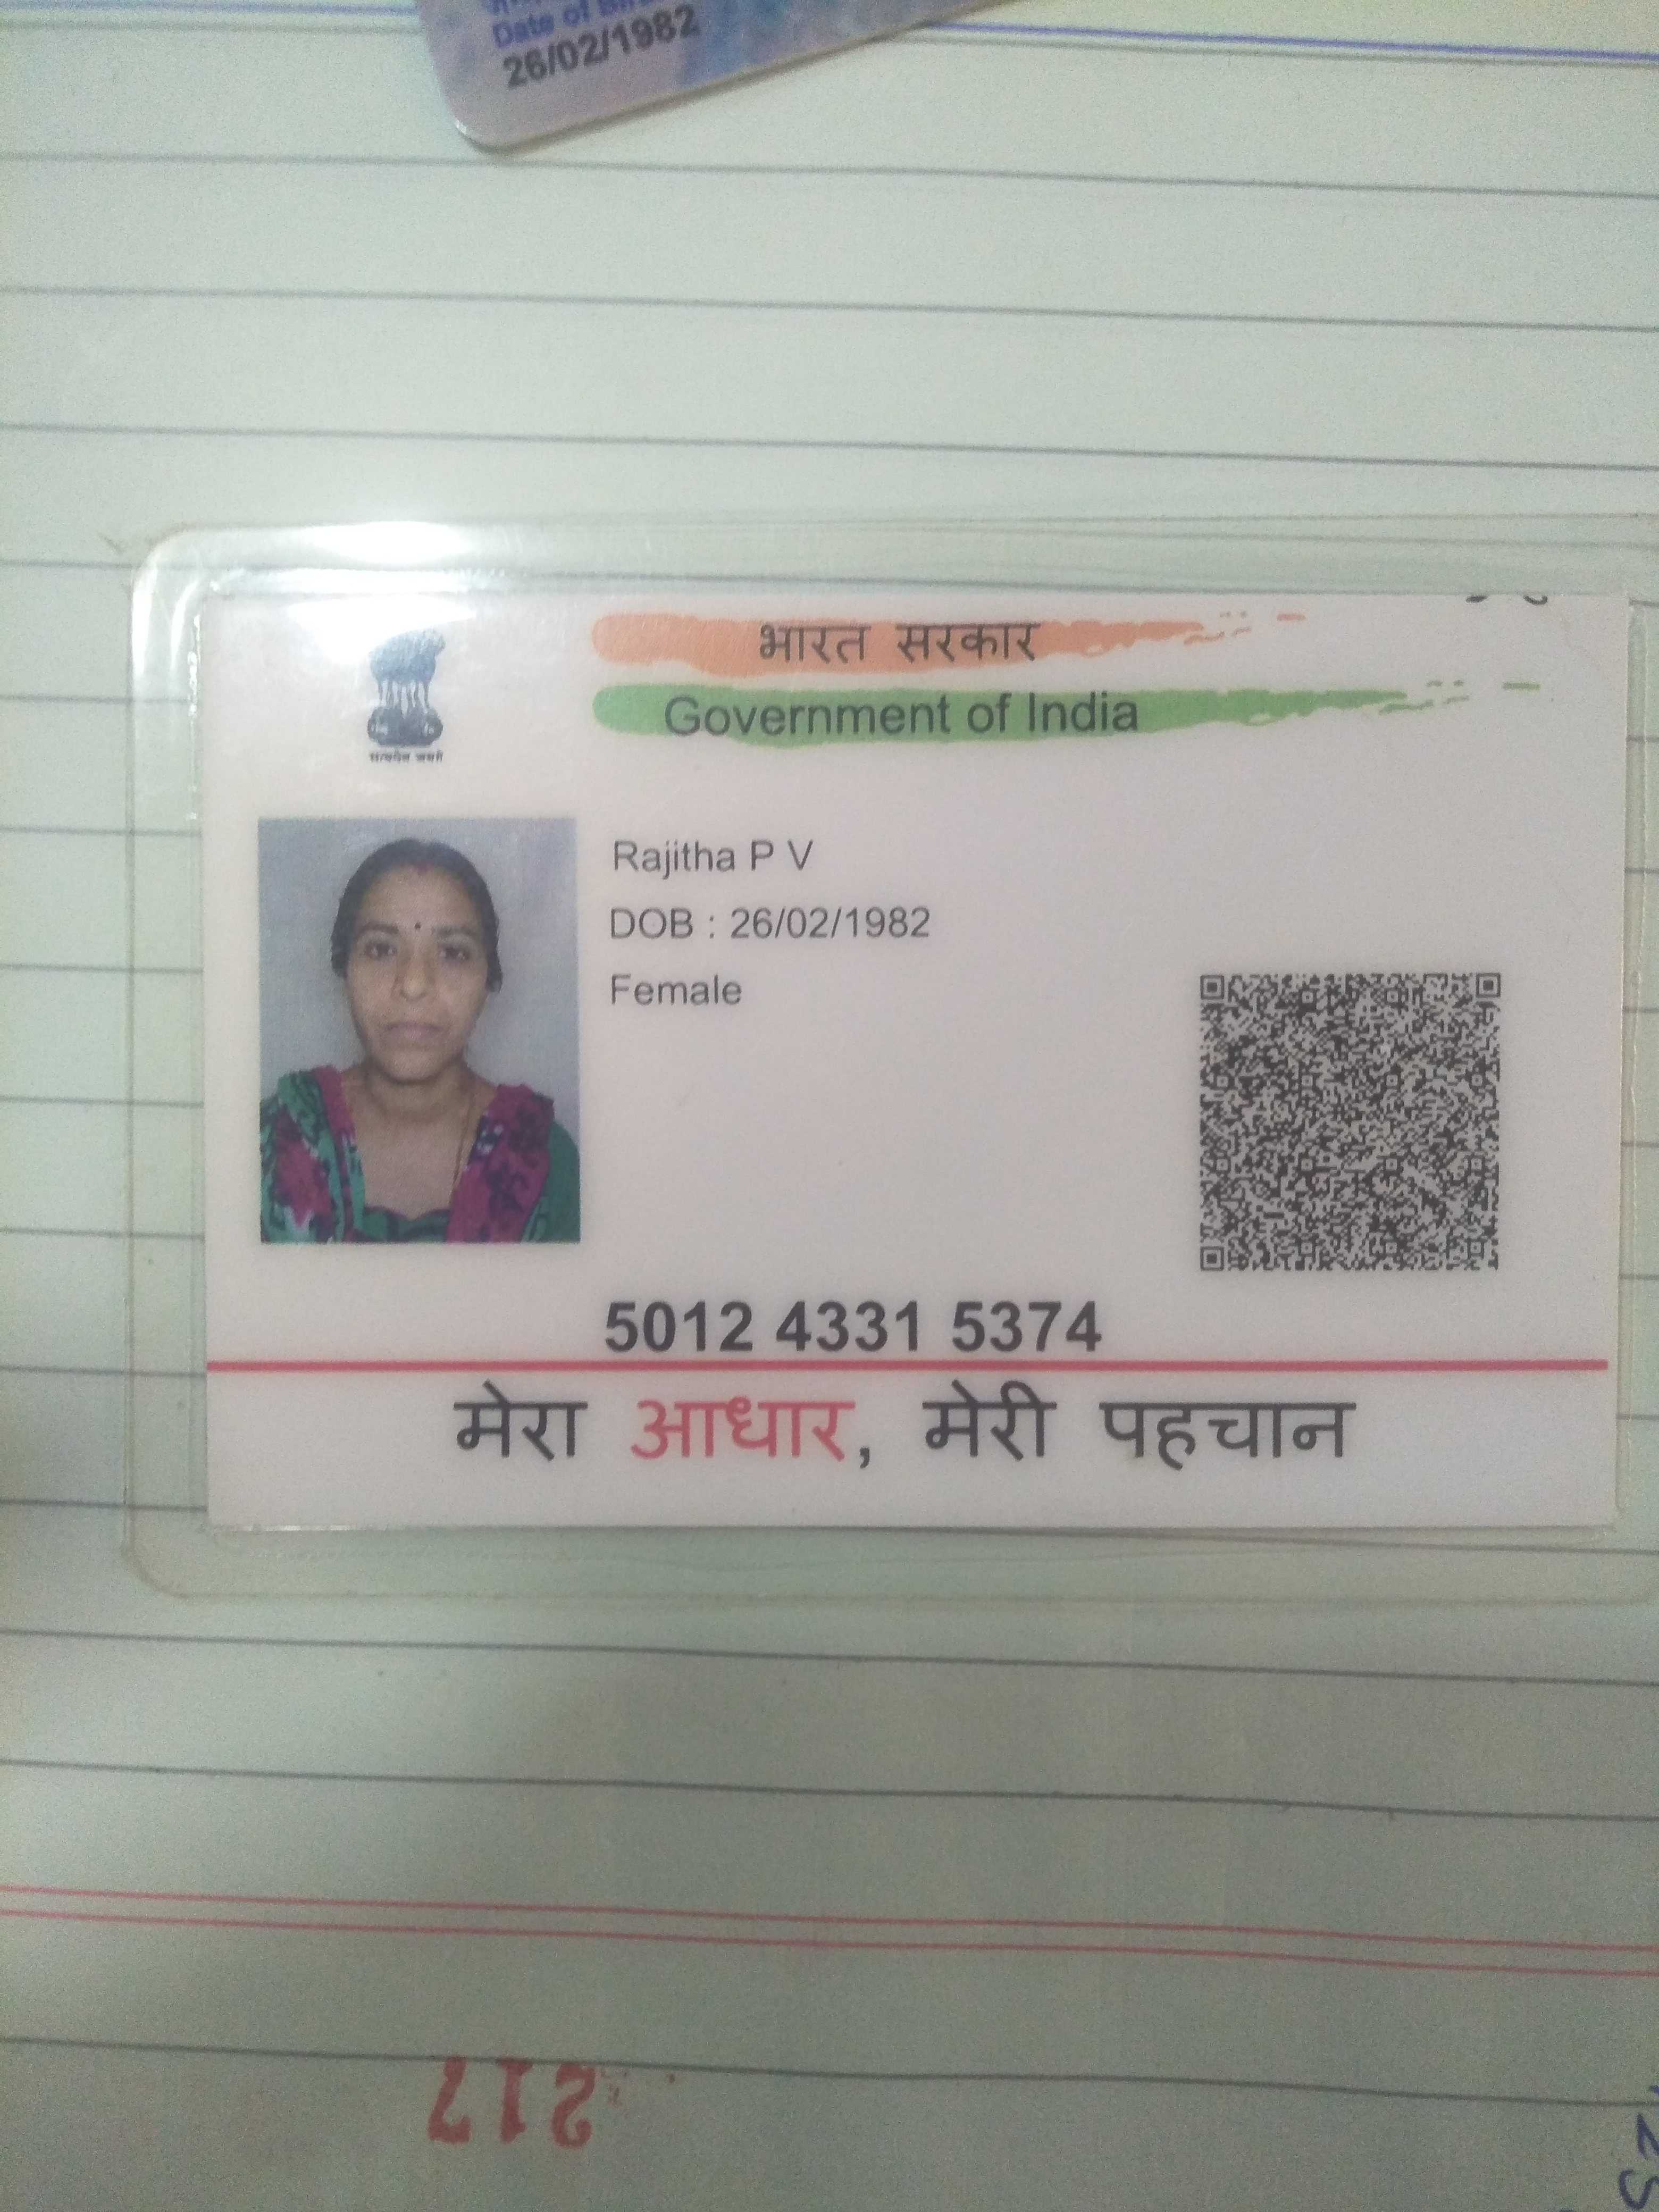 Date of
26/02/1982
भारत सरकार
Government of India
सत्यमेव जयते
Rajitha P V
DOB : 26/02/1982
Female
5012 4331 5374
मेरा आधार, मेरी पहचान
217